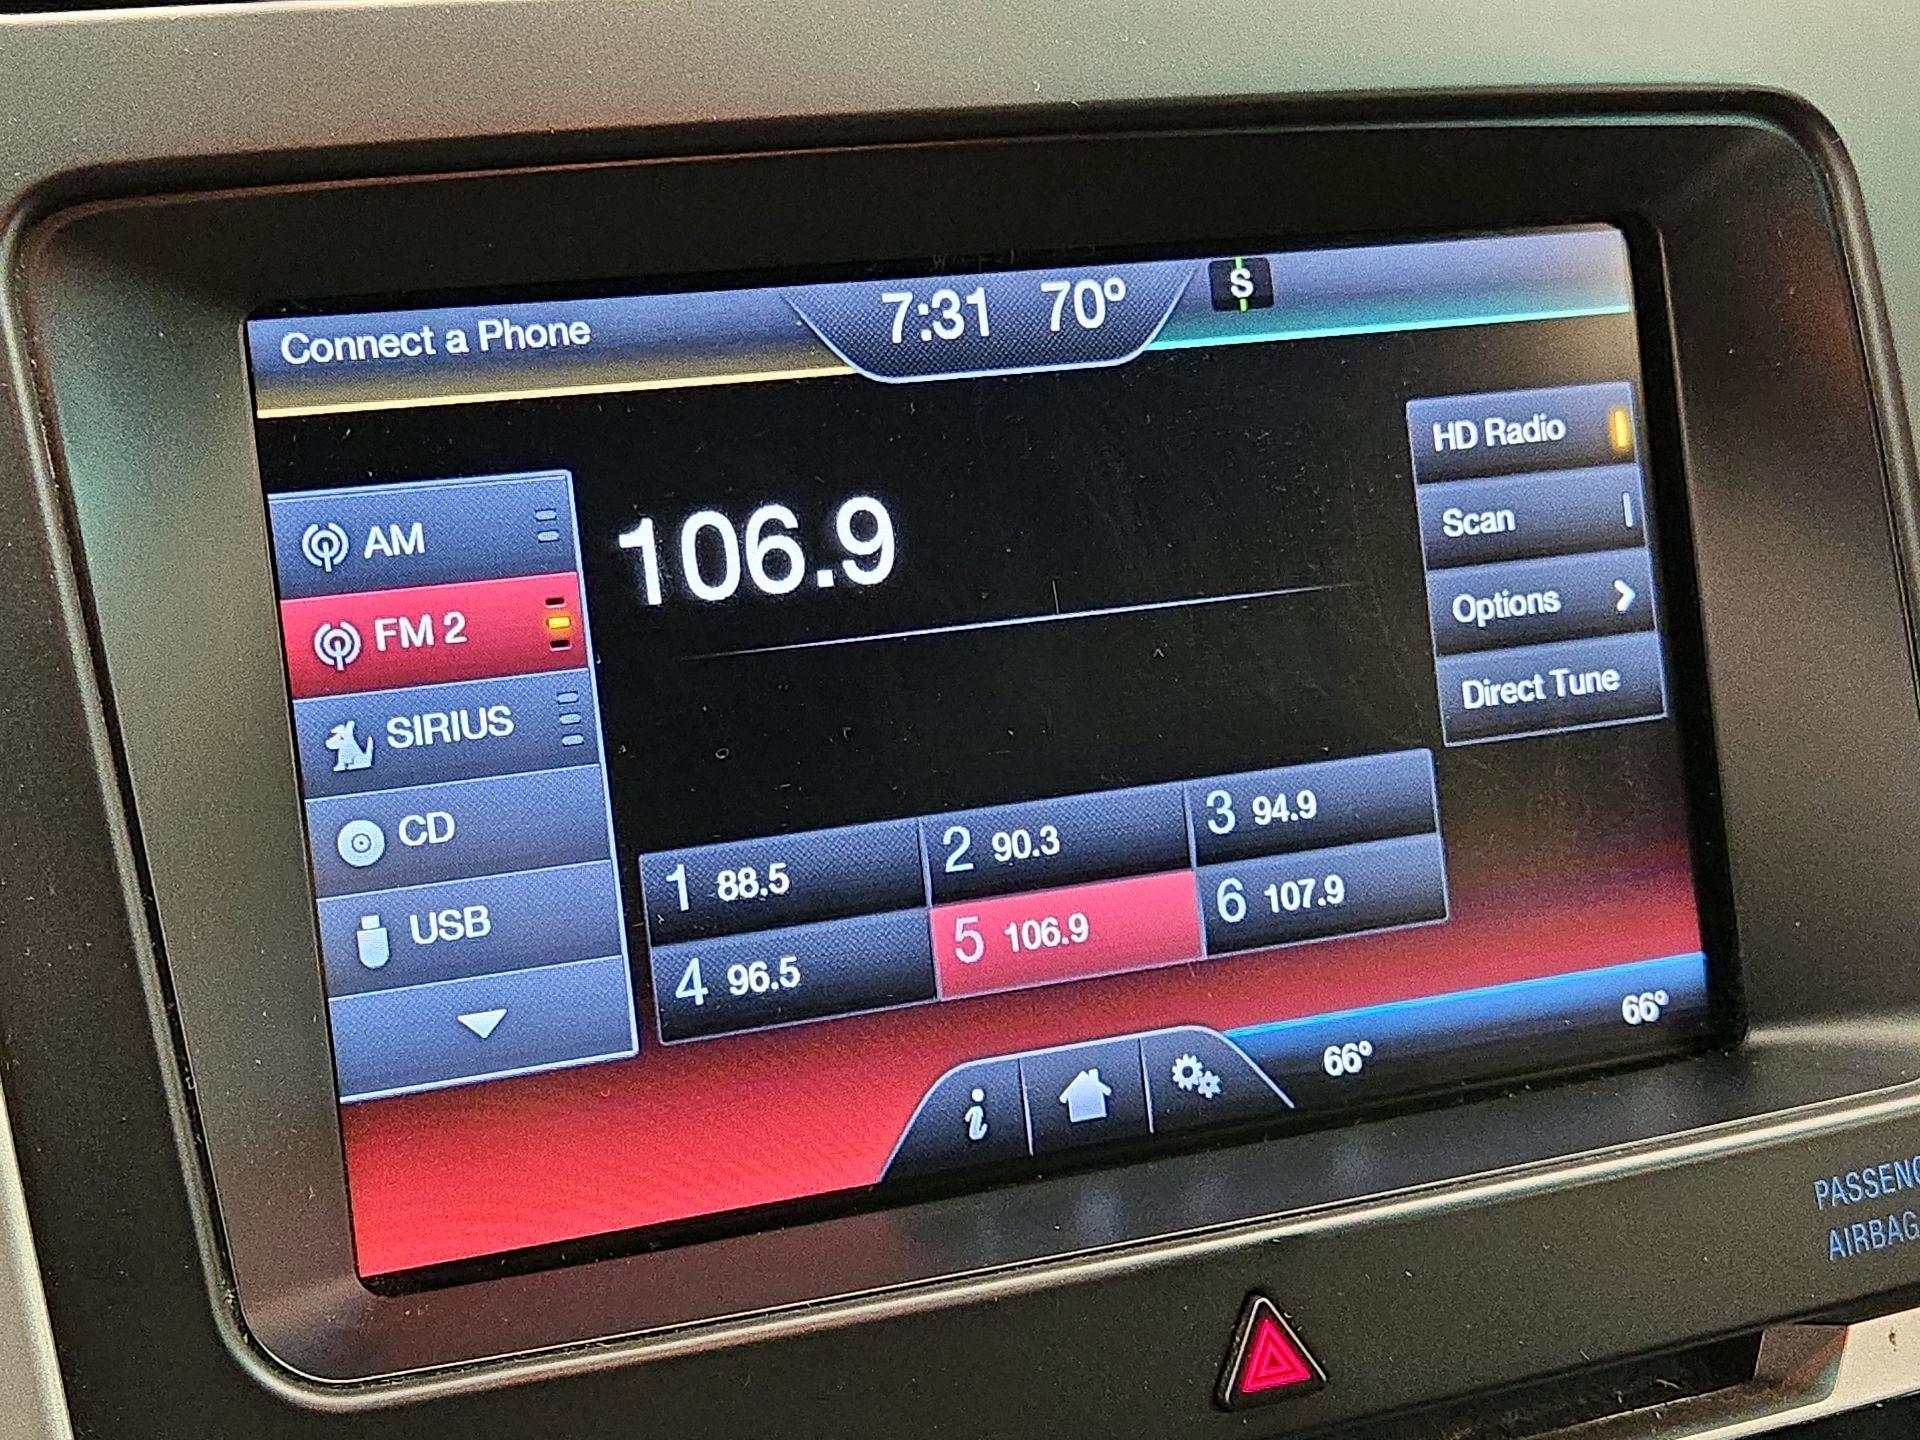 Connect a Phone
7:31 70°
S
HD Radio
106.9
AM
Scan
FM 2
Options
SIRIUS
Direct Tune
CD
1 88.5
2 90.3
3 94.9
USB
4 96.5
5 106.9
6 107.9
i
66°
66°
AIRBAG